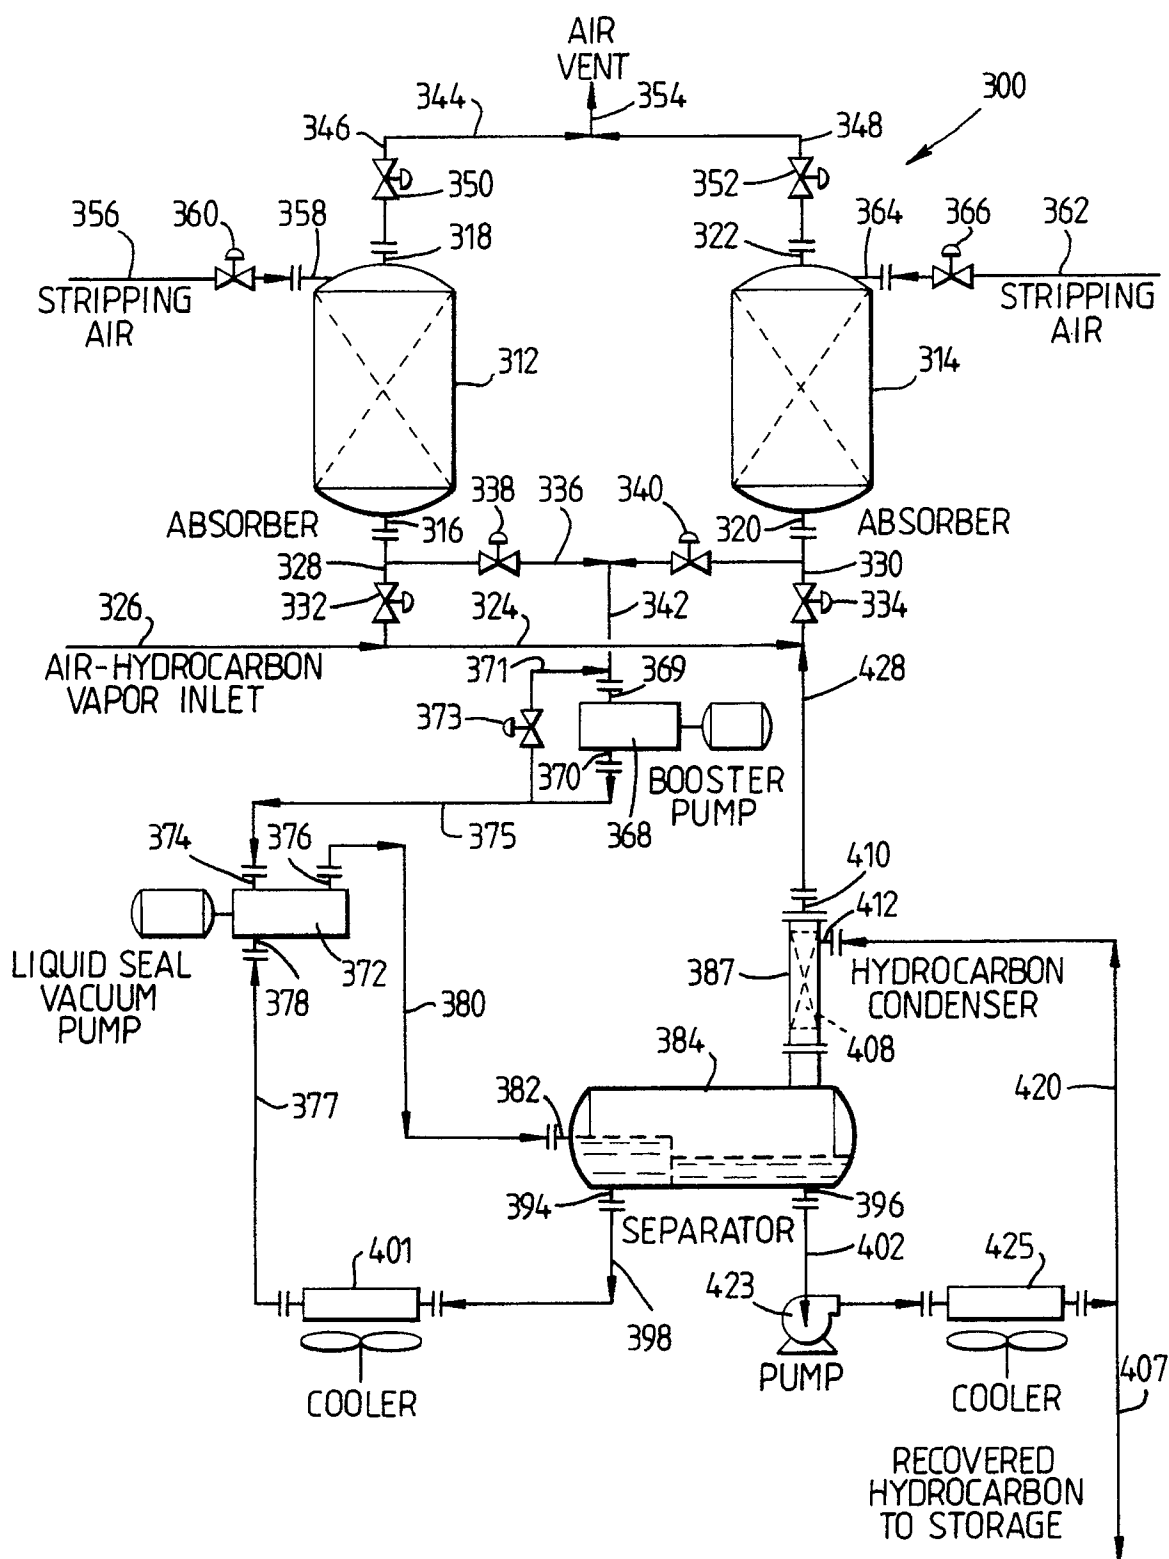 AIR
VENT
344
354
300
346
348
350
352
356
360
358
318
322
364
366
362
STRIPPING
AIR
STRIPPING
AIR
312
314
338
336
340
ABSORBER
316
320
ABSORBER
328
330
326
332
324
342
334
AIR-HYDROCARBON
VAPOR INLET
371
369
428
373
370
BOOSTER
PUMP
374
376
375
368
410
412
LIQUID SEAL
VACUUM
PUMP
378
372
380
387
HYDROCARBON
CONDENSER
384
408
377
382
420
394
SEPARATOR
396
401
402
425
423
398
PUMP
407
COOLER
COOLER
RECOVERED
HYDROCARBON
TO STORAGE